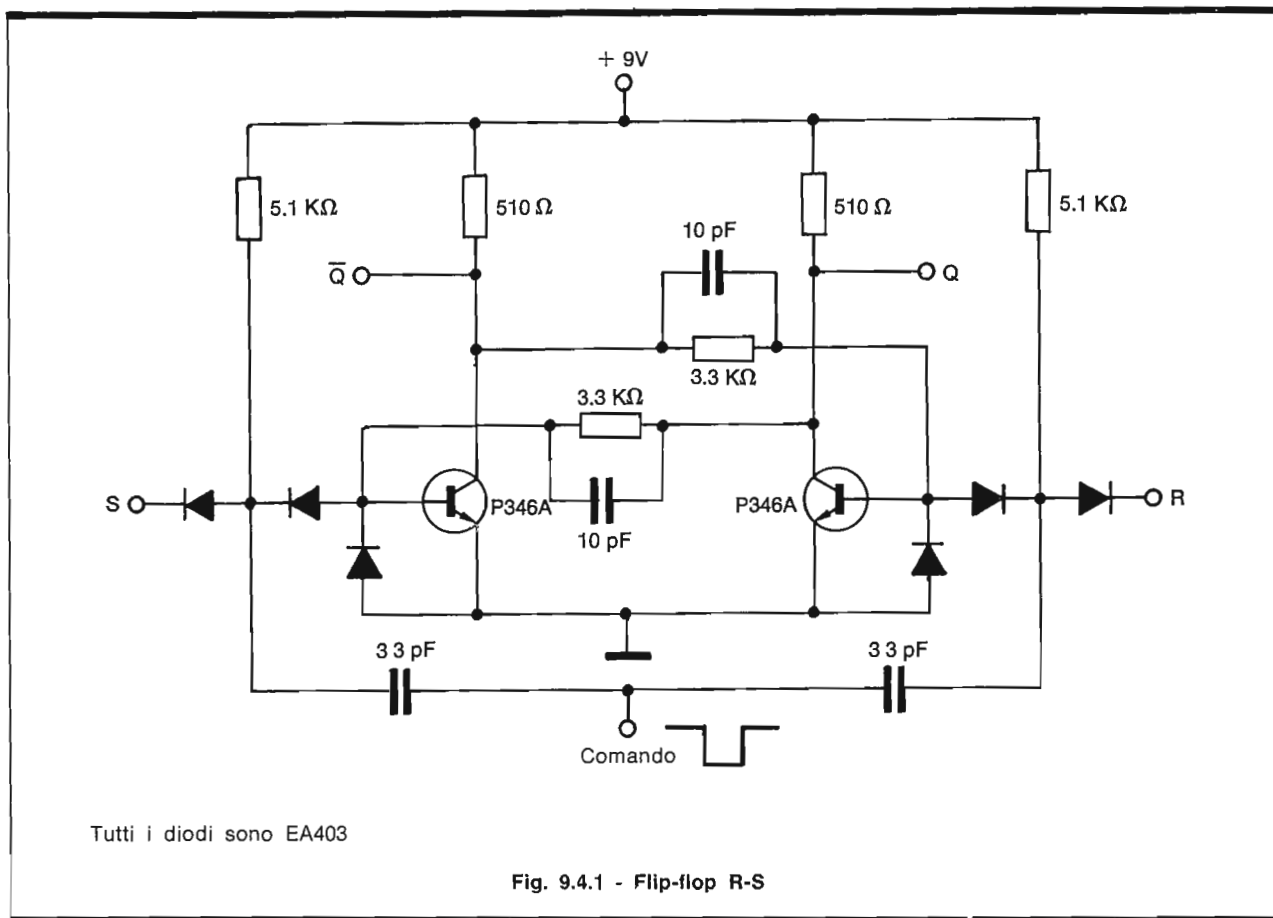 + 9V
5.1 KΩ
510 Ω
510 Ω
5.1 KΩ
10 pF
Q̅
Q
3.3 KΩ
3.3 KΩ
S
P346A
P346A
R
10 pF
3 3 pF
3 3 pF
Comando
Tutti i diodi sono EA403
Fig. 9.4.1 - Flip-flop R-S